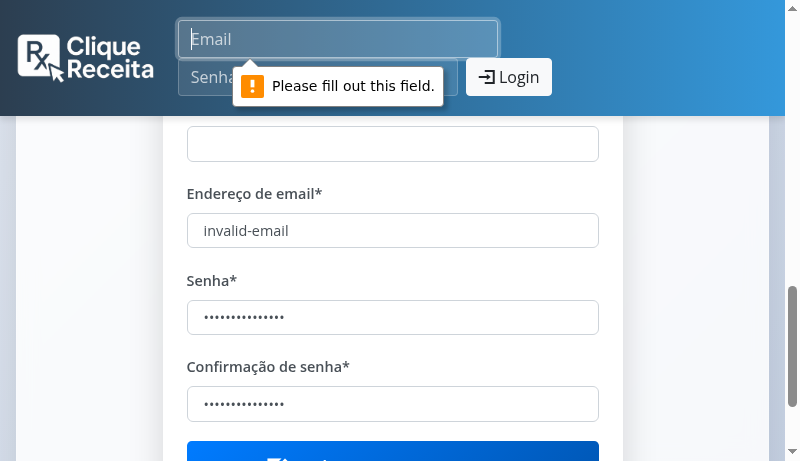 Rx Clique
Receita
Email
Senha
Login
Please fill out this field.
Endereço de email*
invalid-email
Senha*
•••••••••••••••
Confirmação de senha*
•••••••••••••••